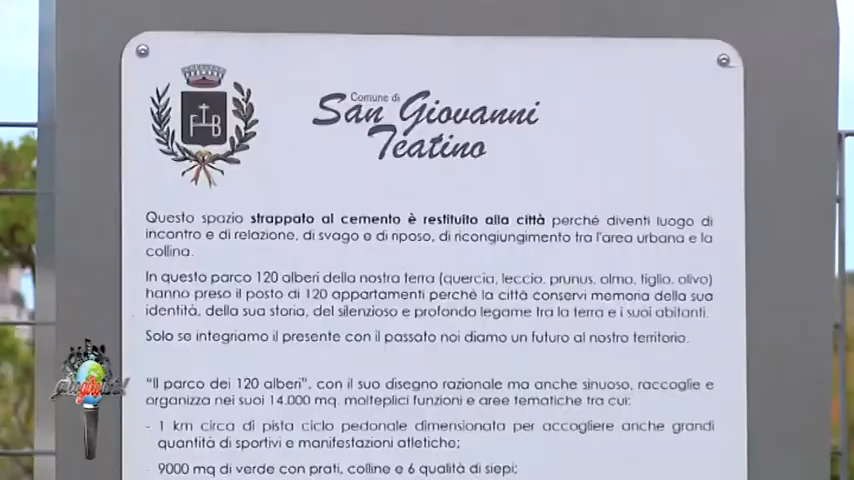 F B
Comune di
San Giovanni
Teatino
Questo spazio strappato al cemento è restituito alla città perché diventi luogo di
incontro e di relazione, di svago e di riposo, di ricongiungimento tra l'area urbana e la
collina.
In questo parco 120 alberi della nostra terra (quercia, leccio, prunus, olmo, tiglio, olivo)
hanno preso il posto di 120 appartamenti perchè la città conservi memoria della sua
identità, della sua storia, del silenzioso e profondo legame tra la terra e i suoi abitanti.
Solo se integriamo il presente con il passato noi diamo un futuro al nostro territorio.
"Il parco dei 120 alberi", con il suo disegno razionale ma anche sinuoso, raccoglie e
organizza nei suoi 14.000 mq. molteplici funzioni e aree tematiche tra cui:
- 1 km circa di pista ciclo pedonale dimensionata per accogliere anche grandi
quantità di sportivi e manifestazioni atletiche;
- 9000 mq di verde con prati, colline e 6 qualità di siepi;